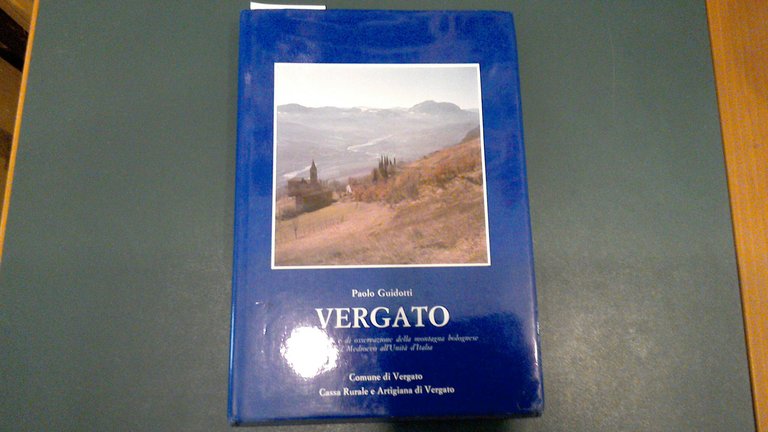 Paolo Guidotti
VERGATO
e di osservazione della montagna bolognese
Medioevo all'Unità d'Italia
Comune di Vergato
Cassa Rurale e Artigiana di Vergato